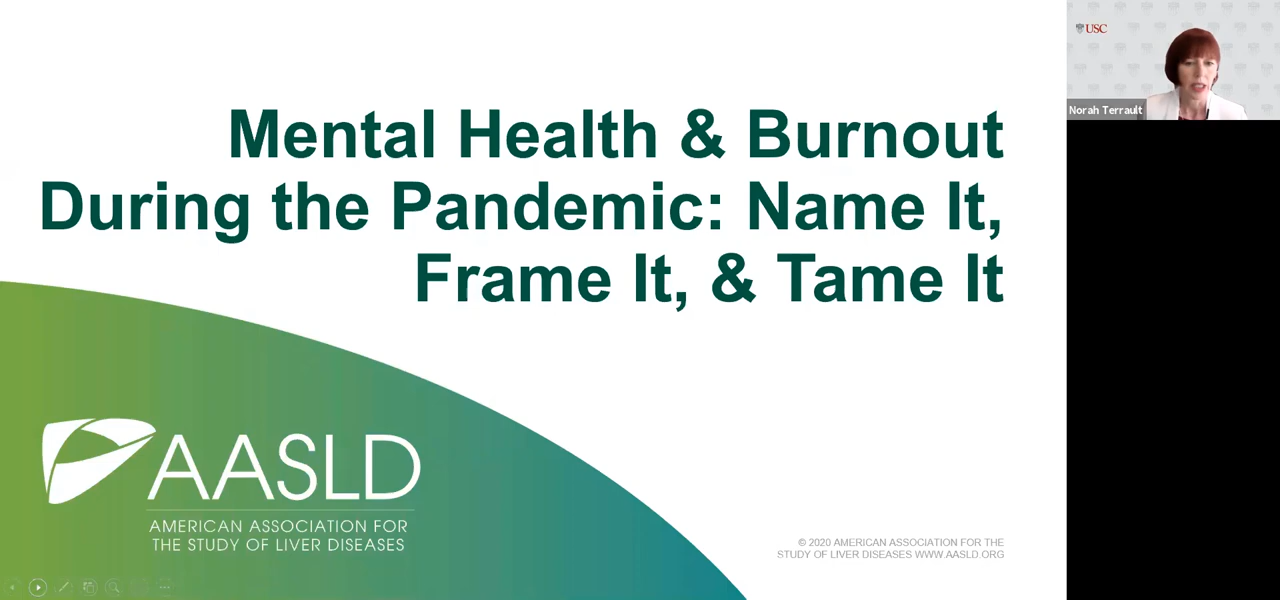 Mental Health & Burnout
During the Pandemic: Name It,
Frame It, & Tame It
AASLD
AMERICAN ASSOCIATION FOR
THE STUDY OF LIVER DISEASES
© 2020 AMERICAN ASSOCIATION FOR THE
STUDY OF LIVER DISEASES WWW.AASLD.ORG
USC
Norah Terrault